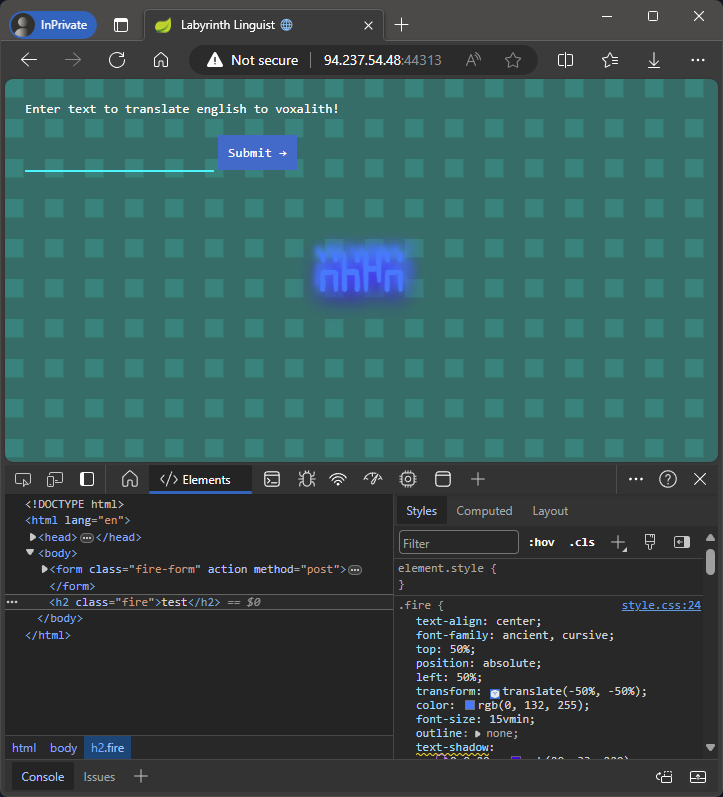 InPrivate
Labyrinth Linguist
Not secure
94.237.54.48:44313
Enter text to translate english to voxalith!
Submit →
Elements
<!DOCTYPE html>
<html lang="en">
<head> </head>
<body>
<form class="fire-form" action method="post">
</form>
<h2 class="fire">test</h2> == $0
</body>
</html>
html body h2.fire
Styles Computed Layout
Filter :hov .cls
element.style {
}
.fire { style.css:24
text-align: center;
font-family: ancient, cursive;
top: 50%;
position: absolute;
left: 50%;
transform: translate(-50%, -50%);
color: rgb(0, 132, 255);
font-size: 15vmin;
outline: none;
text-shadow:
Console Issues